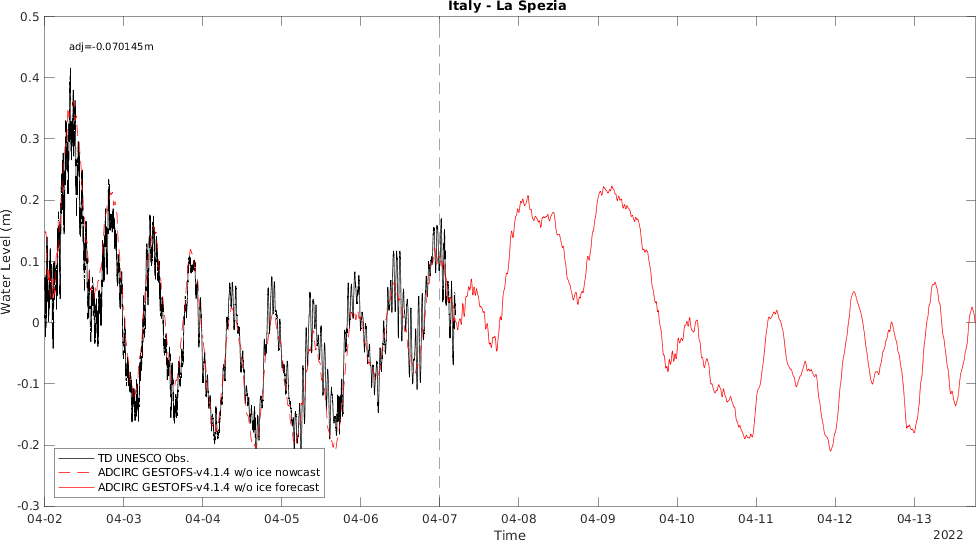 Italy - La Spezia
adj=-0.070145m
0.5
0.4
0.3
0.2
0.1
0
-0.1
-0.2
-0.3
Water Level (m)
TD UNESCO Obs.
ADCIRC GESTOFS-v4.1.4 w/o ice nowcast
ADCIRC GESTOFS-v4.1.4 w/o ice forecast
04-02 04-03 04-04 04-05 04-06 04-07 04-08 04-09 04-10 04-11 04-12 04-13
Time
2022